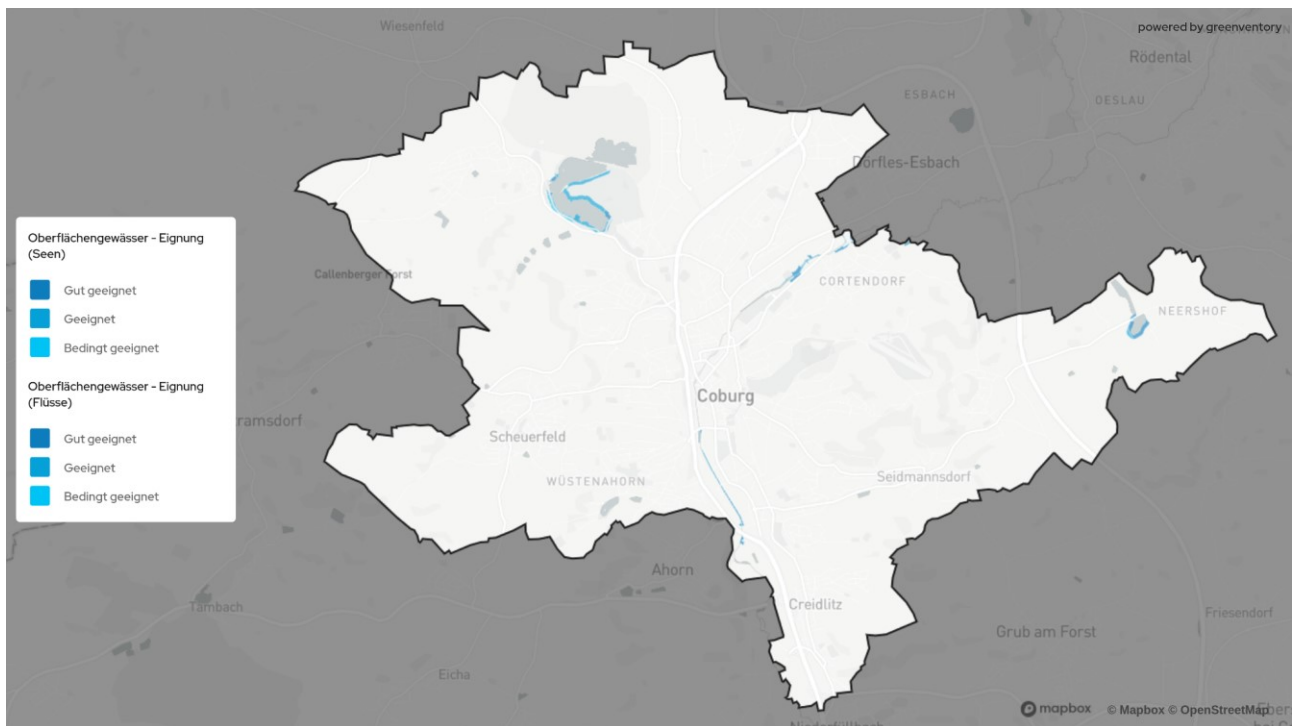 Wiesenfeld
powered by greenventory
Rödental
ESBACH
DESLAU
Dörfles-Esbach
Oberflächengewässer - Eignung
(Seen)
Gut geeignet
Geeignet
Bedingt geeignet
Oberflächengewässer - Eignung
(Flüsse)
Gut geeignet
Geeignet
Bedingt geeignet
Callenberger Forst
CORTENDORF
NEERSHOF
Coburg
ramsdorf
Scheuerfeld
WÜSTENAHORN
Seidmannsdorf
Ahorn
Tambach
Creidlitz
Friesendorf
Grub am Forst
Eicha
mapbox
© Mapbox © OpenStreetMap
Niederfüllbach